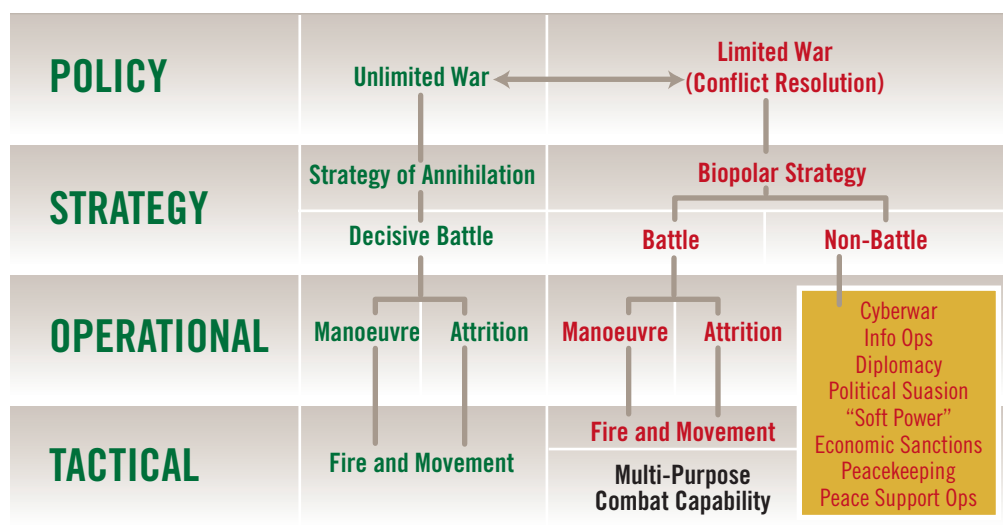 POLICY
Unlimited War
Limited War
(Conflict Resolution)
STRATEGY
Strategy of Annihilation
Biopolar Strategy
Decisive Battle
Battle
Non-Battle
OPERATIONAL
Manoeuvre
Attrition
Manoeuvre
Attrition
Cyberwar
Info Ops
Diplomacy
Political Suasion
“Soft Power”
Economic Sanctions
Peacekeeping
Peace Support Ops
TACTICAL
Fire and Movement
Fire and Movement
Multi-Purpose
Combat Capability